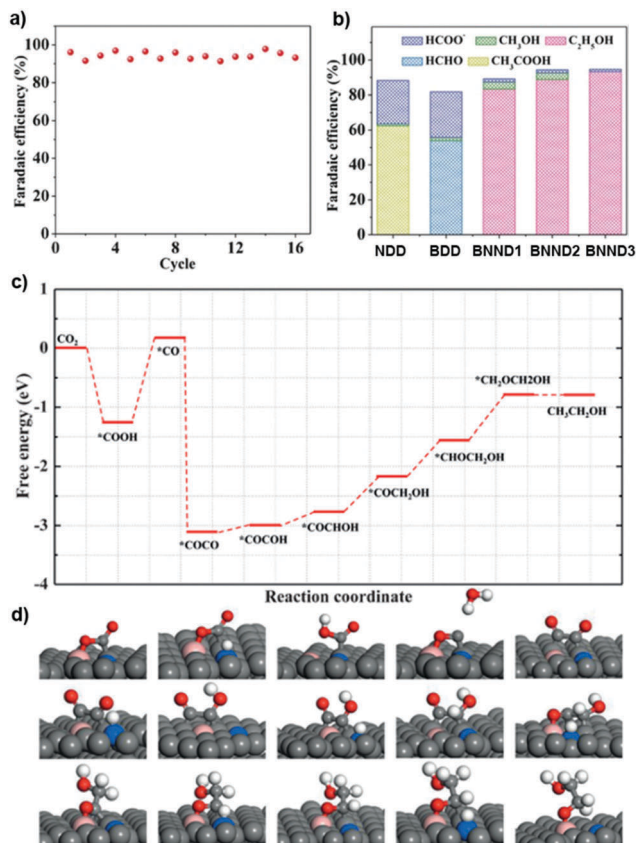 a)
Faradaic efficiency (%)
100
80
60
40
20
0
0 4 8 12 16
Cycle
b)
HCOO⁻ CH₃OH C₂H₅OH
HCHO CH₃COOH
Faradaic efficiency (%)
100
80
60
40
20
0
NDD BDD BNND1 BNND2 BNND3
c)
Free energy (eV)
1
0
-1
-2
-3
-4
CO₂
*COOH
*CO
*COCO
*COCOH
*COCHOH
*COCH₂OH
*CHOCH₂OH
*CH₂OCH2OH
CH₃CH₂OH
Reaction coordinate
d)